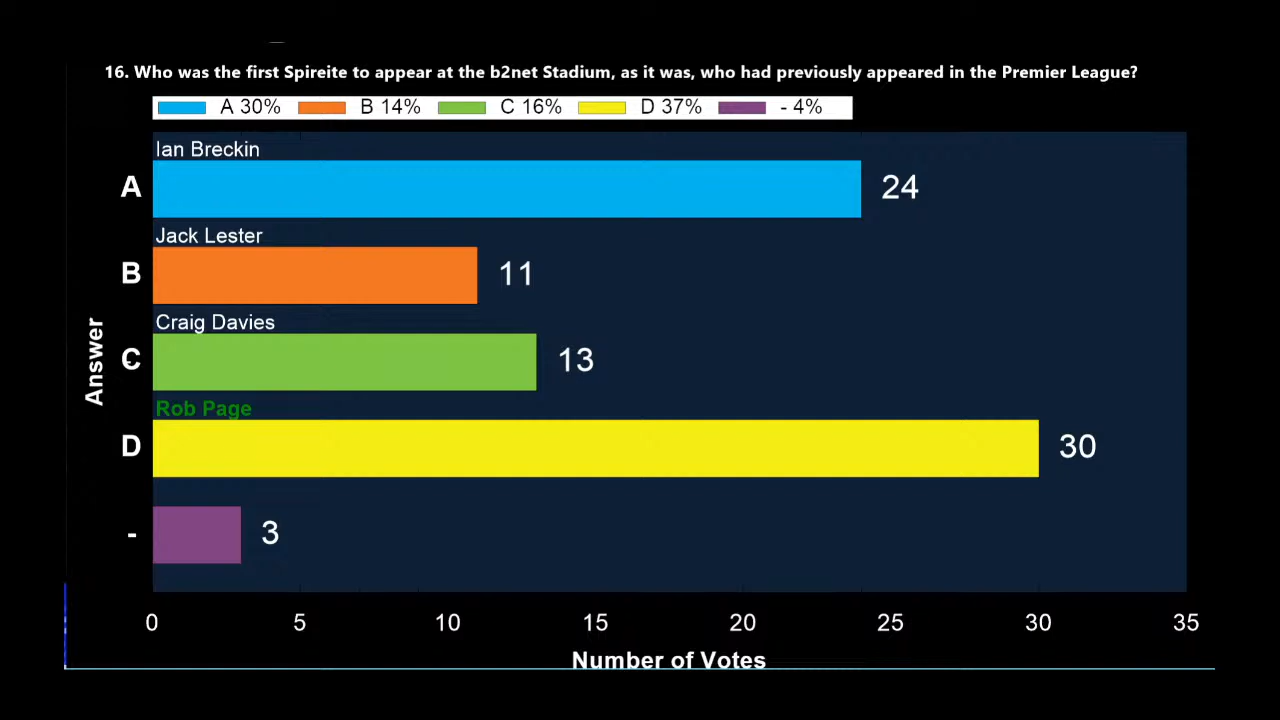 16. Who was the first Spireite to appear at the b2net Stadium, as it was, who had previously appeared in the Premier League?
A 30% B 14% C 16% D 37% - 4%
Ian Breckin
A 24
Jack Lester
B 11
Craig Davies
C 13
Rob Page
D 30
- 3
Answer
0 5 10 15 20 25 30 35
Number of Votes